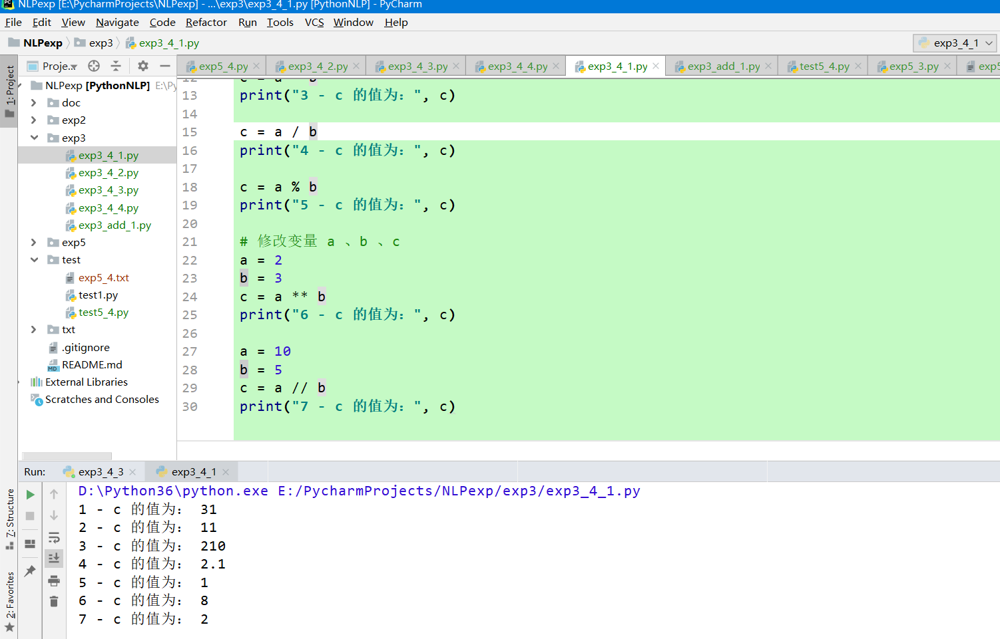 NLPexp [E:\PycharmProjects\NLPexp] - ...\exp3\exp3_4_1.py [PythonNLP] - PyCharm
File Edit View Navigate Code Refactor Run Tools VCS Window Help
NLPexp exp3 exp3_4_1.py exp3_4_1
Proje... exp5_4.py exp3_4_2.py exp3_4_3.py exp3_4_4.py exp3_4_1.py exp3_add_1.py test5_4.py exp5_3.py exp5
1: Project
NLPexp [PythonNLP] E:\Py
doc
exp2
exp3
exp3_4_1.py
exp3_4_2.py
exp3_4_3.py
exp3_4_4.py
exp3_add_1.py
exp5
test
exp5_4.txt
test1.py
test5_4.py
txt
.gitignore
README.md
External Libraries
Scratches and Consoles
12 c = a * b
13 print("3 - c 的值为：", c)
14
15 c = a / b
16 print("4 - c 的值为：", c)
17
18 c = a % b
19 print("5 - c 的值为：", c)
20
21 # 修改变量 a 、b 、c
22 a = 2
23 b = 3
24 c = a ** b
25 print("6 - c 的值为：", c)
26
27 a = 10
28 b = 5
29 c = a // b
30 print("7 - c 的值为：", c)
Run: exp3_4_3 exp3_4_1
7: Structure
2: Favorites
D:\Python36\python.exe E:/PycharmProjects/NLPexp/exp3/exp3_4_1.py
1 - c 的值为： 31
2 - c 的值为： 11
3 - c 的值为： 210
4 - c 的值为： 2.1
5 - c 的值为： 1
6 - c 的值为： 8
7 - c 的值为： 2